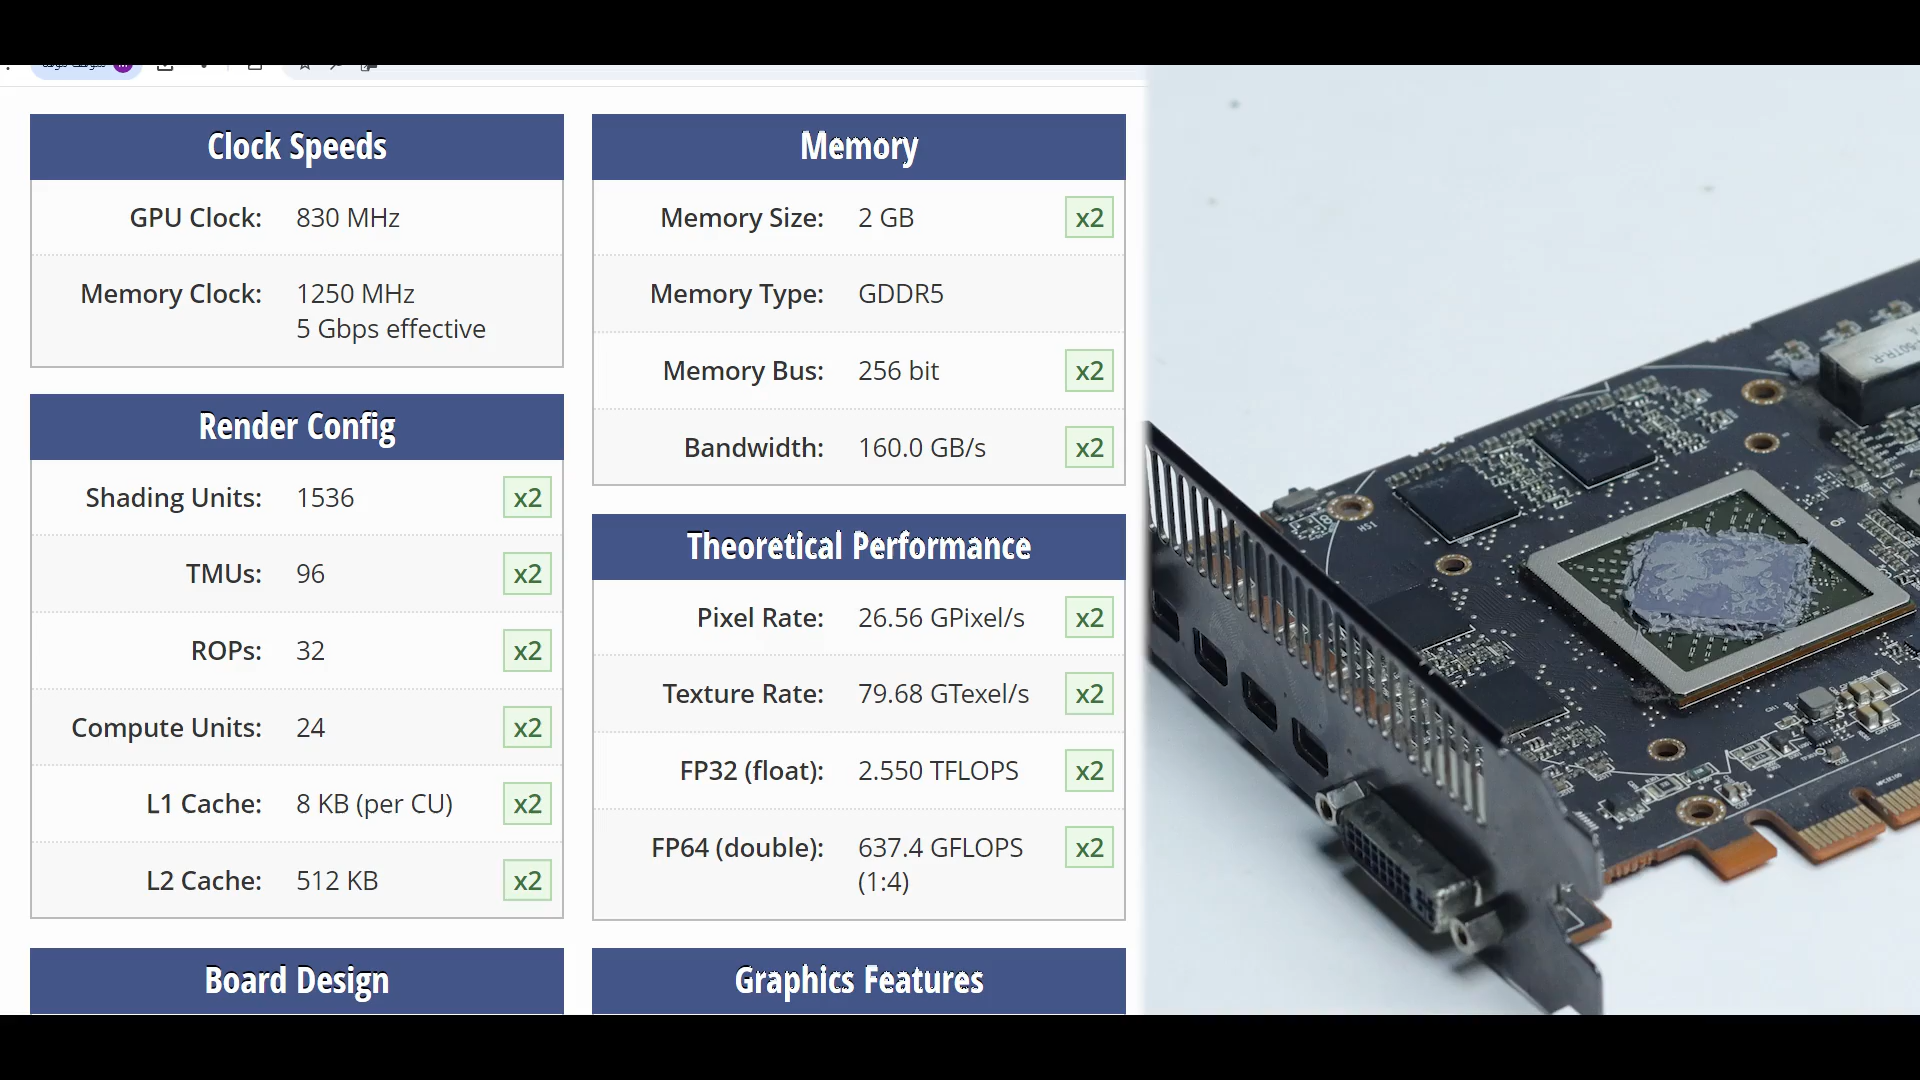 Clock Speeds
GPU Clock: 830 MHz
Memory Clock: 1250 MHz
5 Gbps effective
Render Config
Shading Units: 1536 x2
TMUs: 96 x2
ROPs: 32 x2
Compute Units: 24 x2
L1 Cache: 8 KB (per CU) x2
L2 Cache: 512 KB x2
Board Design
Memory
Memory Size: 2 GB x2
Memory Type: GDDR5
Memory Bus: 256 bit x2
Bandwidth: 160.0 GB/s x2
Theoretical Performance
Pixel Rate: 26.56 GPixel/s x2
Texture Rate: 79.68 GTexel/s x2
FP32 (float): 2.550 TFLOPS x2
FP64 (double): 637.4 GFLOPS x2
(1:4)
Graphics Features
HS1